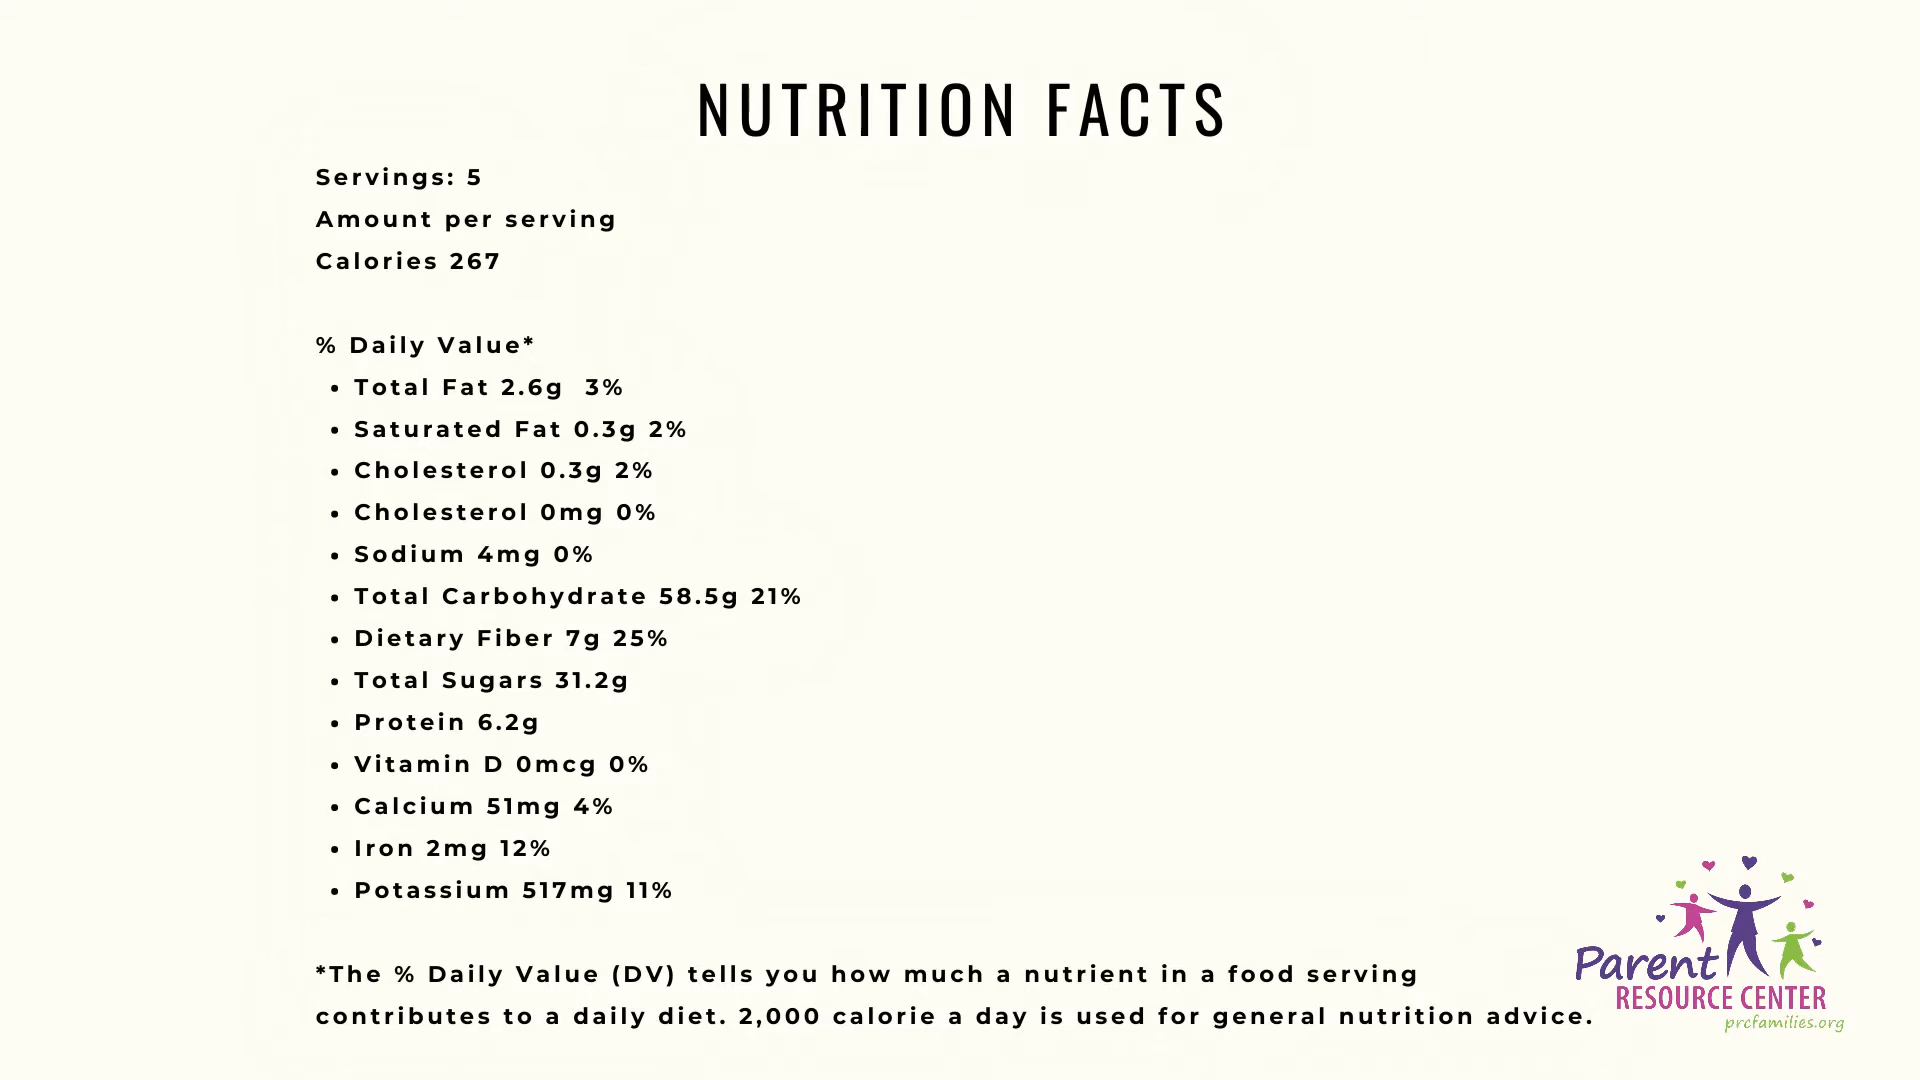 NUTRITION FACTS
Servings: 5
Amount per serving
Calories 267
% Daily Value*
• Total Fat 2.6g  3%
• Saturated Fat 0.3g 2%
• Cholesterol 0.3g 2%
• Cholesterol 0mg 0%
• Sodium 4mg 0%
• Total Carbohydrate 58.5g 21%
• Dietary Fiber 7g 25%
• Total Sugars 31.2g
• Protein 6.2g
• Vitamin D 0mcg 0%
• Calcium 51mg 4%
• Iron 2mg 12%
• Potassium 517mg 11%
*The % Daily Value (DV) tells you how much a nutrient in a food serving
contributes to a daily diet. 2,000 calorie a day is used for general nutrition advice.
Parent
RESOURCE CENTER
prcfamilies.org